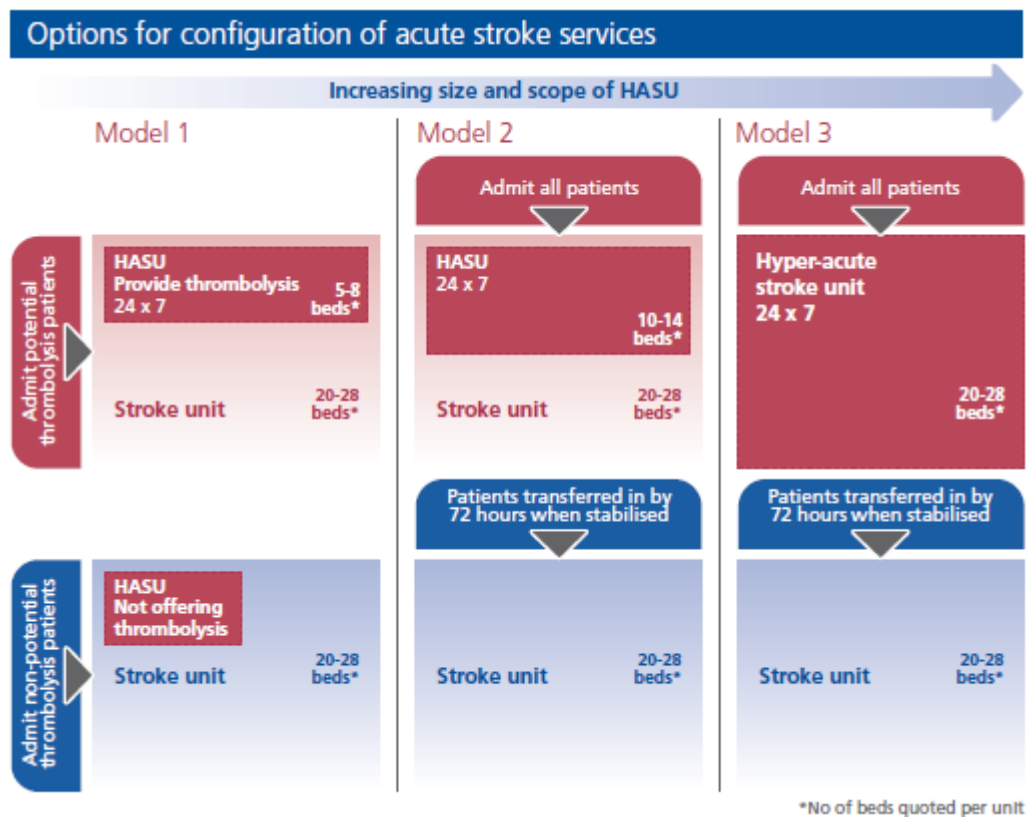 Options for configuration of acute stroke services
Increasing size and scope of HASU
Model 1
Model 2
Model 3
Admit all patients
Admit all patients
Admit potential
thrombolysis patients
HASU
Provide thrombolysis
24 x 7
5-8
beds*
Stroke unit
20-28
beds*
HASU
24 x 7
10-14
beds*
Stroke unit
20-28
beds*
Hyper-acute
stroke unit
24 x 7
20-28
beds*
Patients transferred in by
72 hours when stabilised
Patients transferred in by
72 hours when stabilised
Admit non-potential
thrombolysis patients
HASU
Not offering
thrombolysis
Stroke unit
20-28
beds*
Stroke unit
20-28
beds*
Stroke unit
20-28
beds*
*No of beds quoted per unit